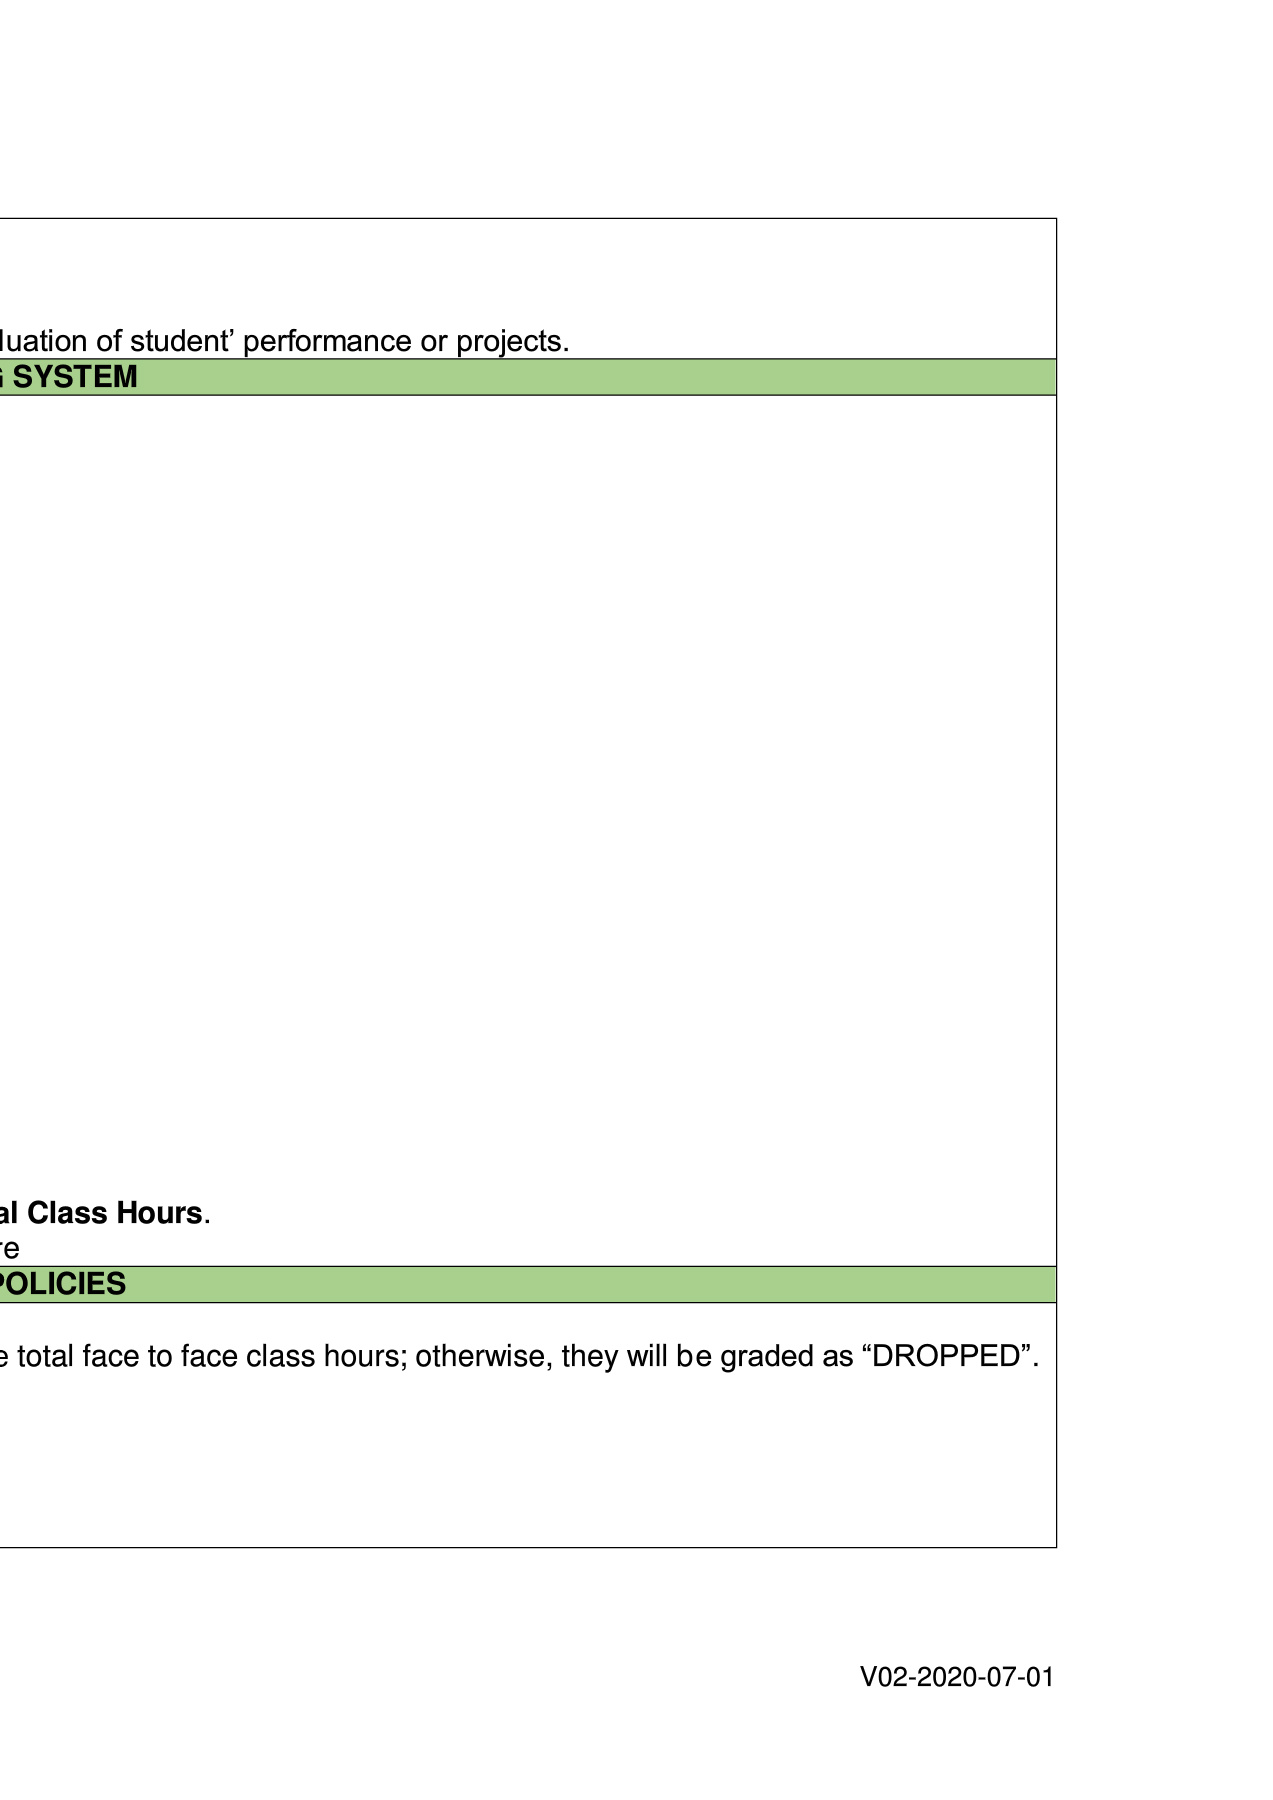 luation of student’ performance or projects.
G SYSTEM
al Class Hours.
re
POLICIES
e total face to face class hours; otherwise, they will be graded as “DROPPED”.
V02-2020-07-01